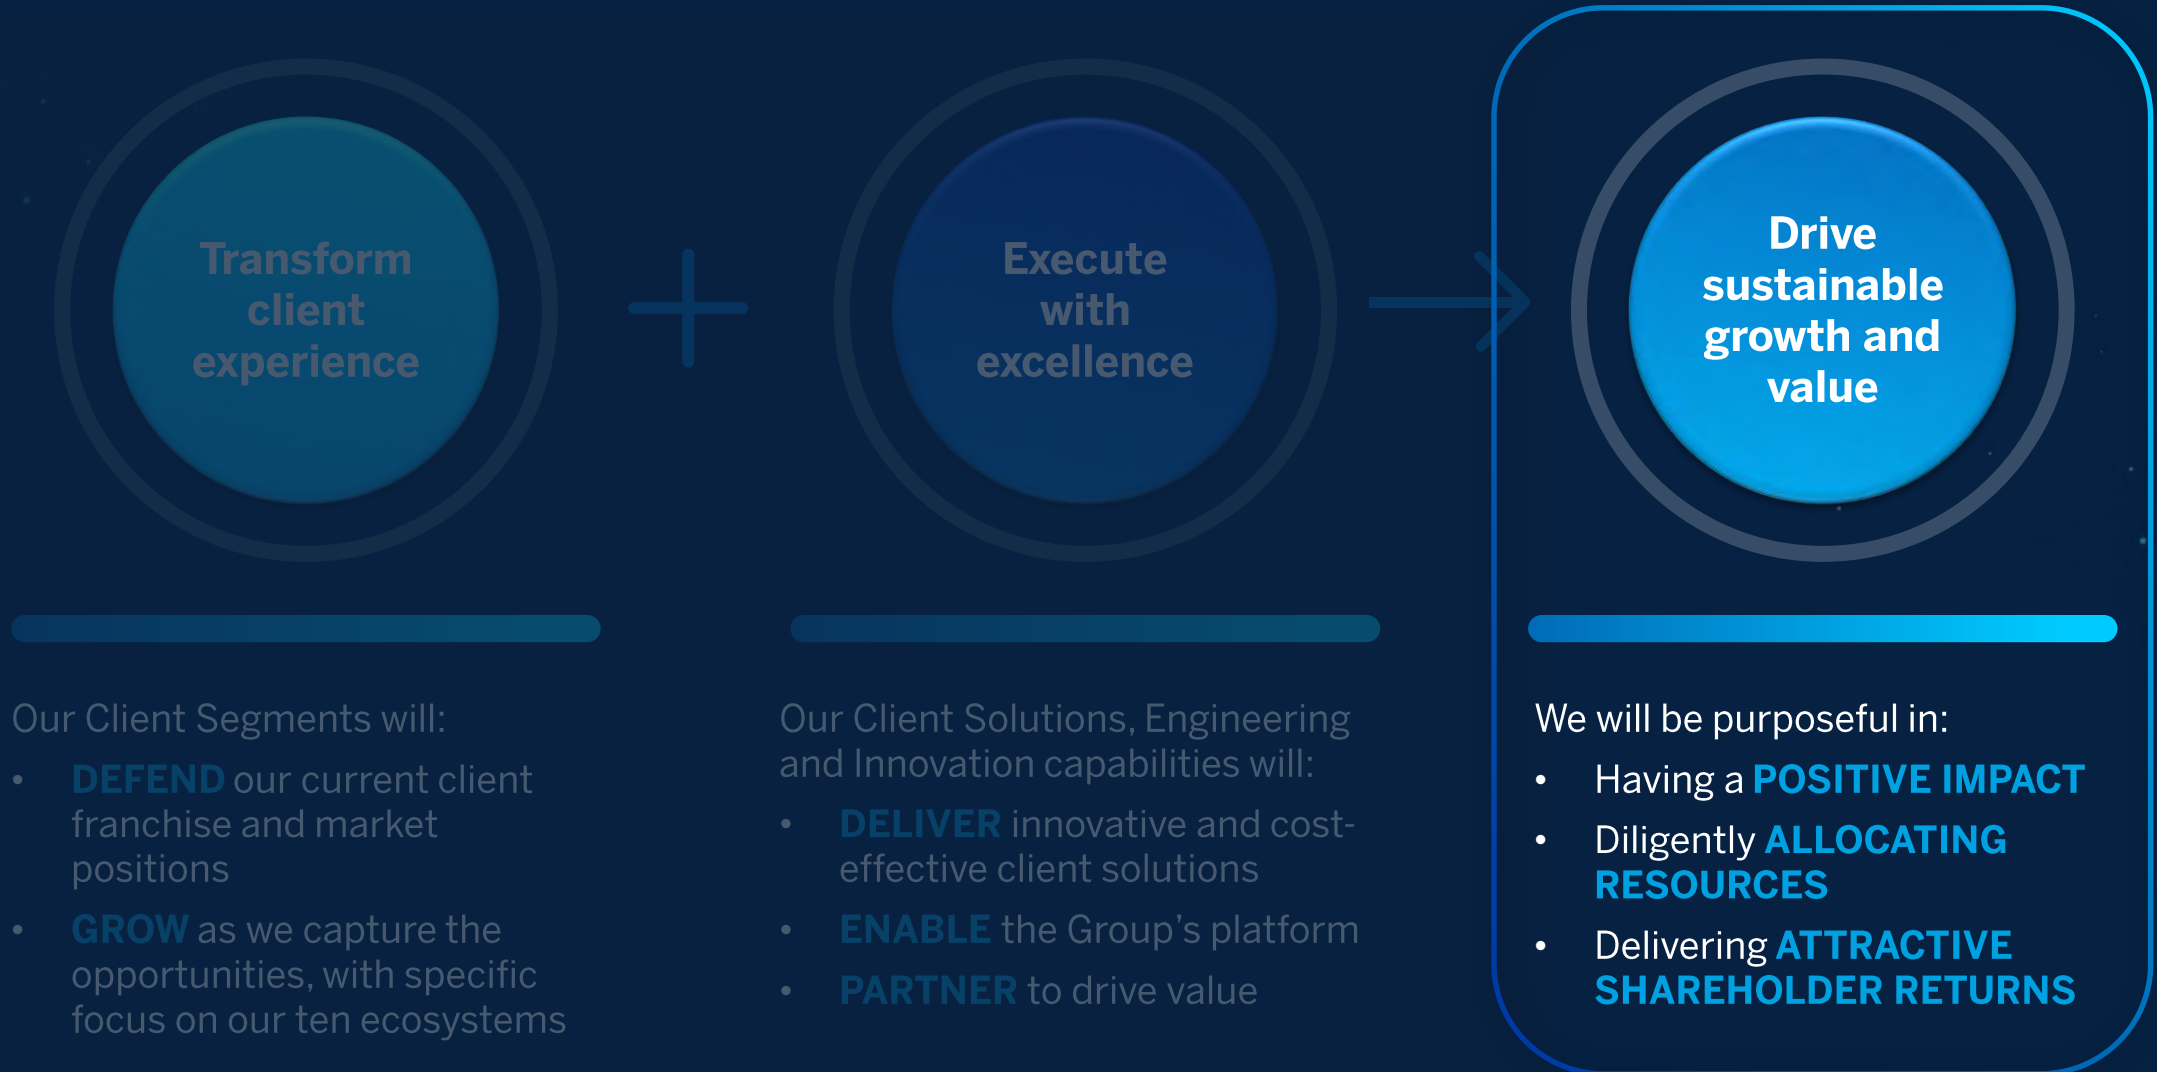 Transform
client
experience
Execute
with
excellence
Drive
sustainable
growth and
value
Our Client Segments will:
• DEFEND our current client
franchise and market
positions
• GROW as we capture the
opportunities, with specific
focus on our ten ecosystems
Our Client Solutions, Engineering
and Innovation capabilities will:
• DELIVER innovative and cost-
effective client solutions
• ENABLE the Group’s platform
• PARTNER to drive value
We will be purposeful in:
• Having a POSITIVE IMPACT
• Diligently ALLOCATING
RESOURCES
• Delivering ATTRACTIVE
SHAREHOLDER RETURNS